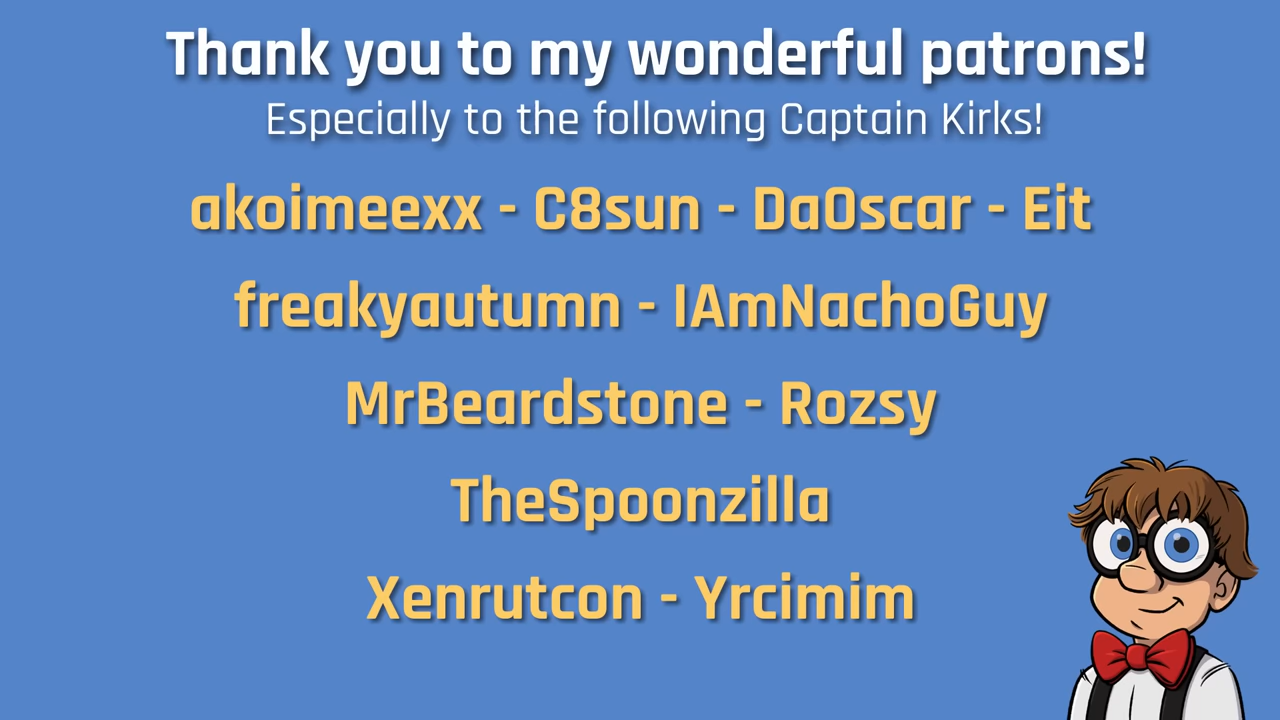 Thank you to my wonderful patrons!
Especially to the following Captain Kirks!
akoimeexx - C8sun - DaOscar - Eit
freakyautumn - IAmNachoGuy
MrBeardstone - Rozsy
TheSpoonzilla
Xenrutcon - Yrcimim